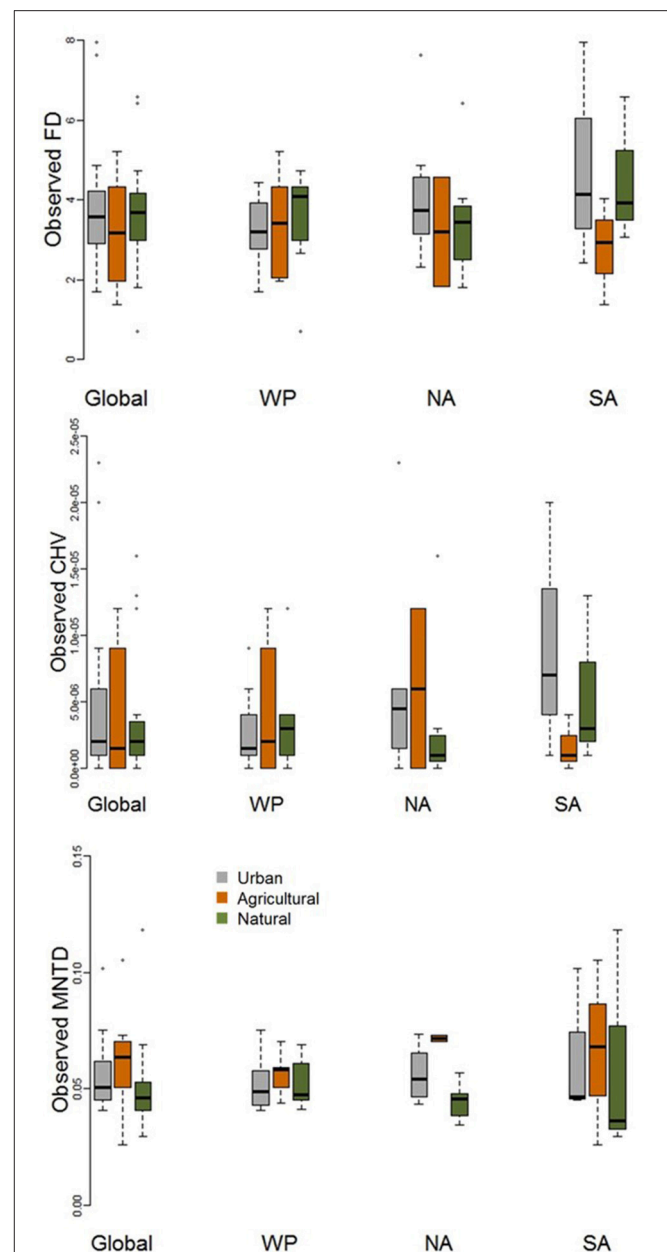 Observed FD
8
6
4
2
0
Global WP NA SA
Observed CHV
2.5e-05
2.0e-05
1.5e-05
1.0e-05
5.0e-06
0.0e+00
Global WP NA SA
Observed MNTD
0.15
0.10
0.05
0.00
Urban
Agricultural
Natural
Global WP NA SA